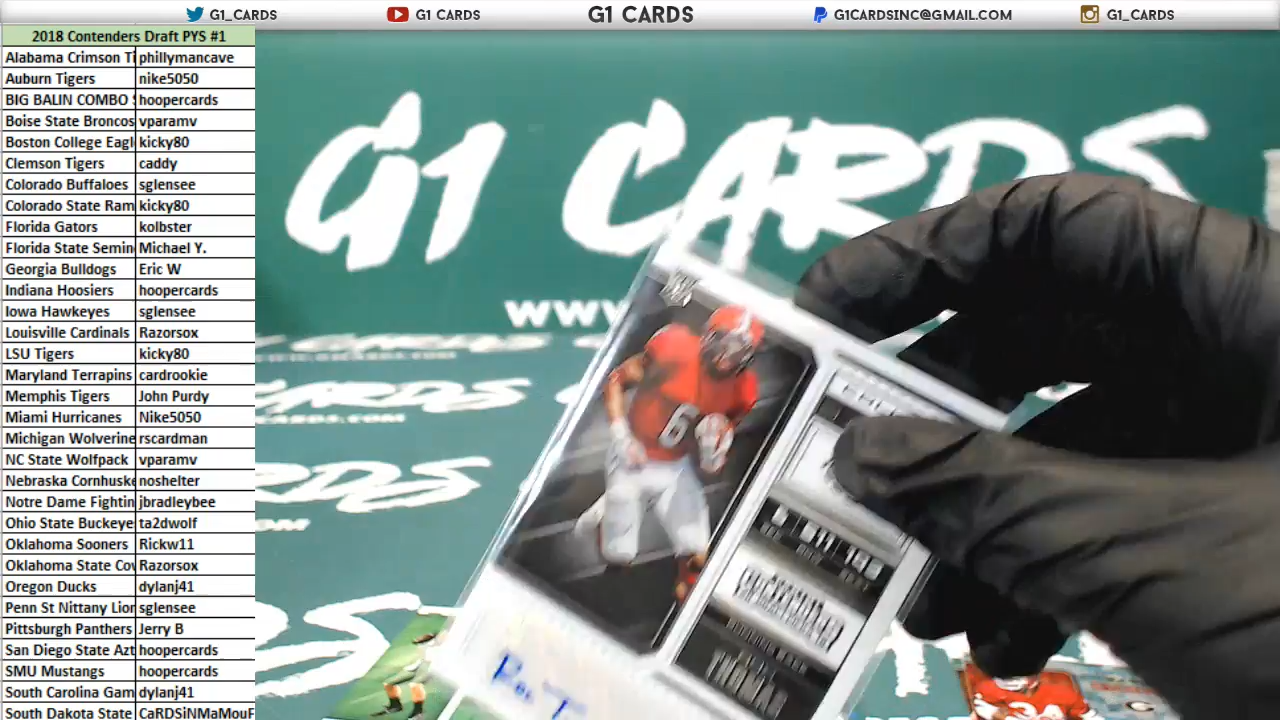 G1_CARDS G1 CARDS G1 CARDS G1CARDSINC@GMAIL.COM G1_CARDS
2018 Contenders Draft PYS #1
Alabama Crimson Ti phillymancave
Auburn Tigers nike5050
BIG BALIN COMBO hoopercards
Boise State Broncos vparamv
Boston College Eagl kicky80
Clemson Tigers caddy
Colorado Buffaloes sglensee
Colorado State Ram kicky80
Florida Gators kolbster
Florida State Semin Michael Y.
Georgia Bulldogs Eric W
Indiana Hoosiers hoopercards
Iowa Hawkeyes sglensee
Louisville Cardinals Razorsox
LSU Tigers kicky80
Maryland Terrapins cardrookie
Memphis Tigers John Purdy
Miami Hurricanes Nike5050
Michigan Wolverine rscardman
NC State Wolfpack vparamv
Nebraska Cornhuske noshelter
Notre Dame Fightin jbradleybee
Ohio State Buckeye ta2dwolf
Oklahoma Sooners Rickw11
Oklahoma State Cov Razorsox
Oregon Ducks dylanj41
Penn St Nittany Lion sglensee
Pittsburgh Panthers Jerry B
San Diego State Azt hoopercards
SMU Mustangs hoopercards
South Carolina Gam dylanj41
South Dakota State CaRDSiNMaMouF
G1 CARDS
WWW
6